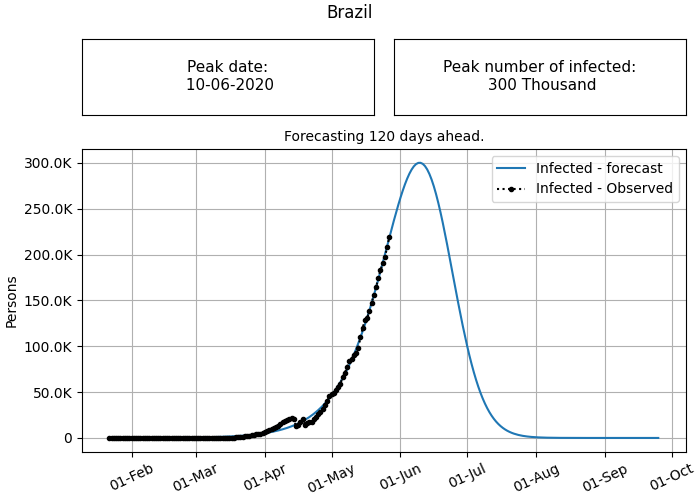 Brazil
Peak date:
10-06-2020
Peak number of infected:
300 Thousand
Forecasting 120 days ahead.
300.0K
250.0K
200.0K
150.0K
100.0K
50.0K
0
Persons
Infected - forecast
Infected - Observed
01-Feb
01-Mar
01-Apr
01-May
01-Jun
01-Jul
01-Aug
01-Sep
01-Oct